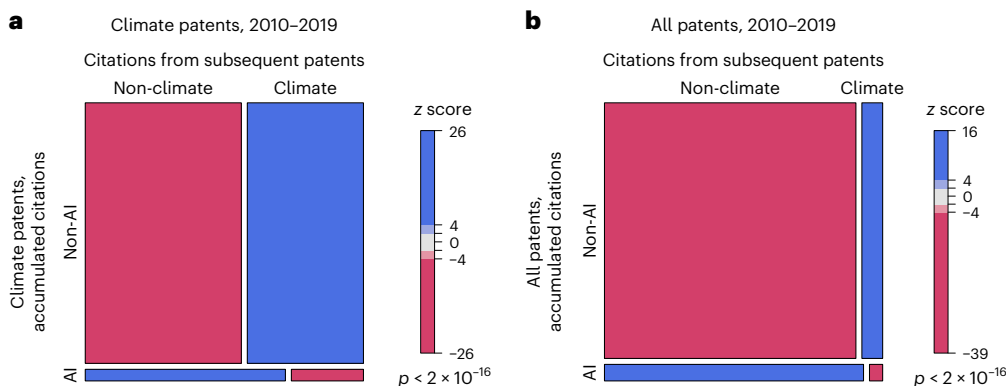 a
Climate patents, 2010–2019
Citations from subsequent patents
Non-climate
Climate
Climate patents,
accumulated citations
Non-AI
AI
z score
26
4
0
−4
−26
p < 2 × 10−16
b
All patents, 2010–2019
Citations from subsequent patents
Non-climate
Climate
All patents,
accumulated citations
Non-AI
AI
z score
16
4
0
−4
−39
p < 2 × 10−16